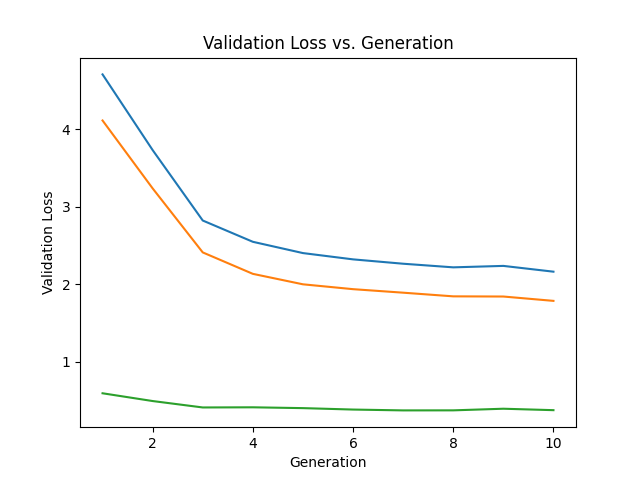 Validation Loss vs. Generation
Validation Loss
4
3
2
1
2 4 6 8 10
Generation